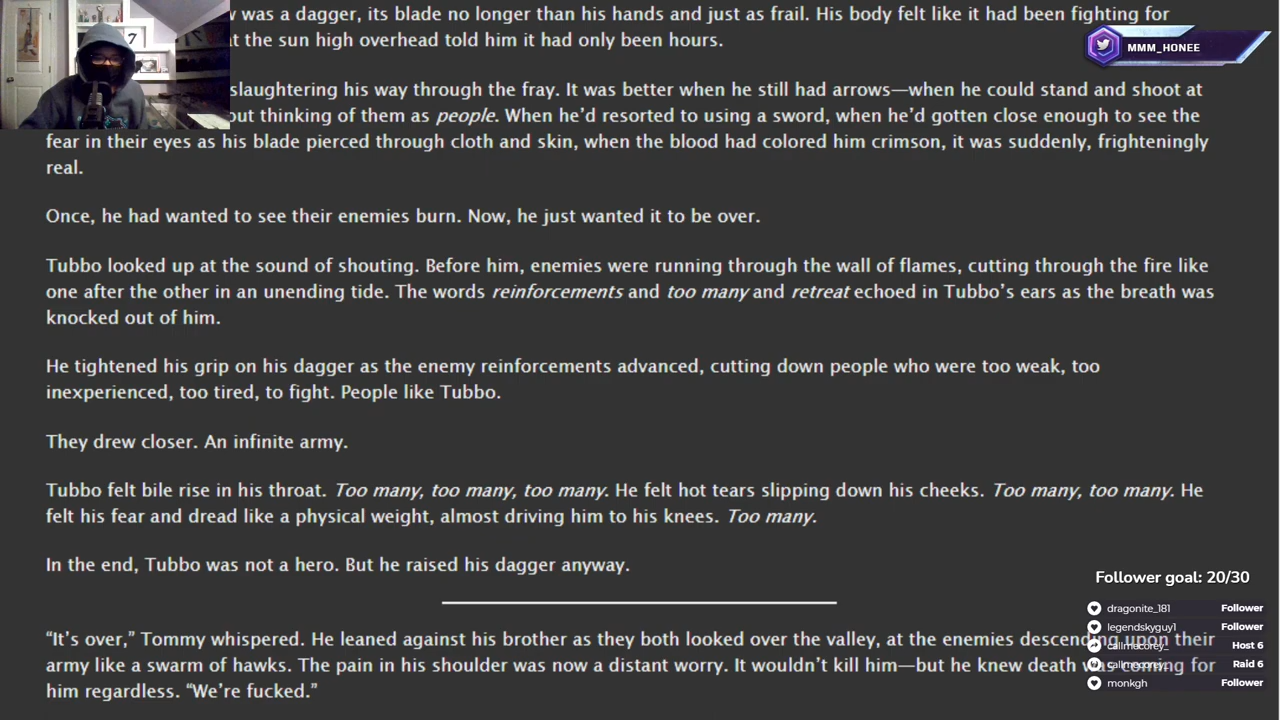 w was a dagger, its blade no longer than his hands and just as frail. His body felt like it had been fighting for
7
at the sun high overhead told him it had only been hours.
MMM_HONEE
slaughtering his way through the fray. It was better when he still had arrows—when he could stand and shoot at
out thinking of them as people. When he’d resorted to using a sword, when he’d gotten close enough to see the
fear in their eyes as his blade pierced through cloth and skin, when the blood had colored him crimson, it was suddenly, frighteningly
real.
Once, he had wanted to see their enemies burn. Now, he just wanted it to be over.
Tubbo looked up at the sound of shouting. Before him, enemies were running through the wall of flames, cutting through the fire like
one after the other in an unending tide. The words reinforcements and too many and retreat echoed in Tubbo’s ears as the breath was
knocked out of him.
He tightened his grip on his dagger as the enemy reinforcements advanced, cutting down people who were too weak, too
inexperienced, too tired, to fight. People like Tubbo.
They drew closer. An infinite army.
Tubbo felt bile rise in his throat. Too many, too many, too many. He felt hot tears slipping down his cheeks. Too many, too many. He
felt his fear and dread like a physical weight, almost driving him to his knees. Too many.
In the end, Tubbo was not a hero. But he raised his dagger anyway.
“It’s over,” Tommy whispered. He leaned against his brother as they both looked over the valley, at the enemies descending upon their
army like a swarm of hawks. The pain in his shoulder was now a distant worry. It wouldn’t kill him—but he knew death was coming for
him regardless. “We’re fucked.”
Follower goal: 20/30
dragonite_181 Follower
legendskyguy1 Follower
callmecorey_ Host 6
callmecorey_ Raid 6
monkgh Follower